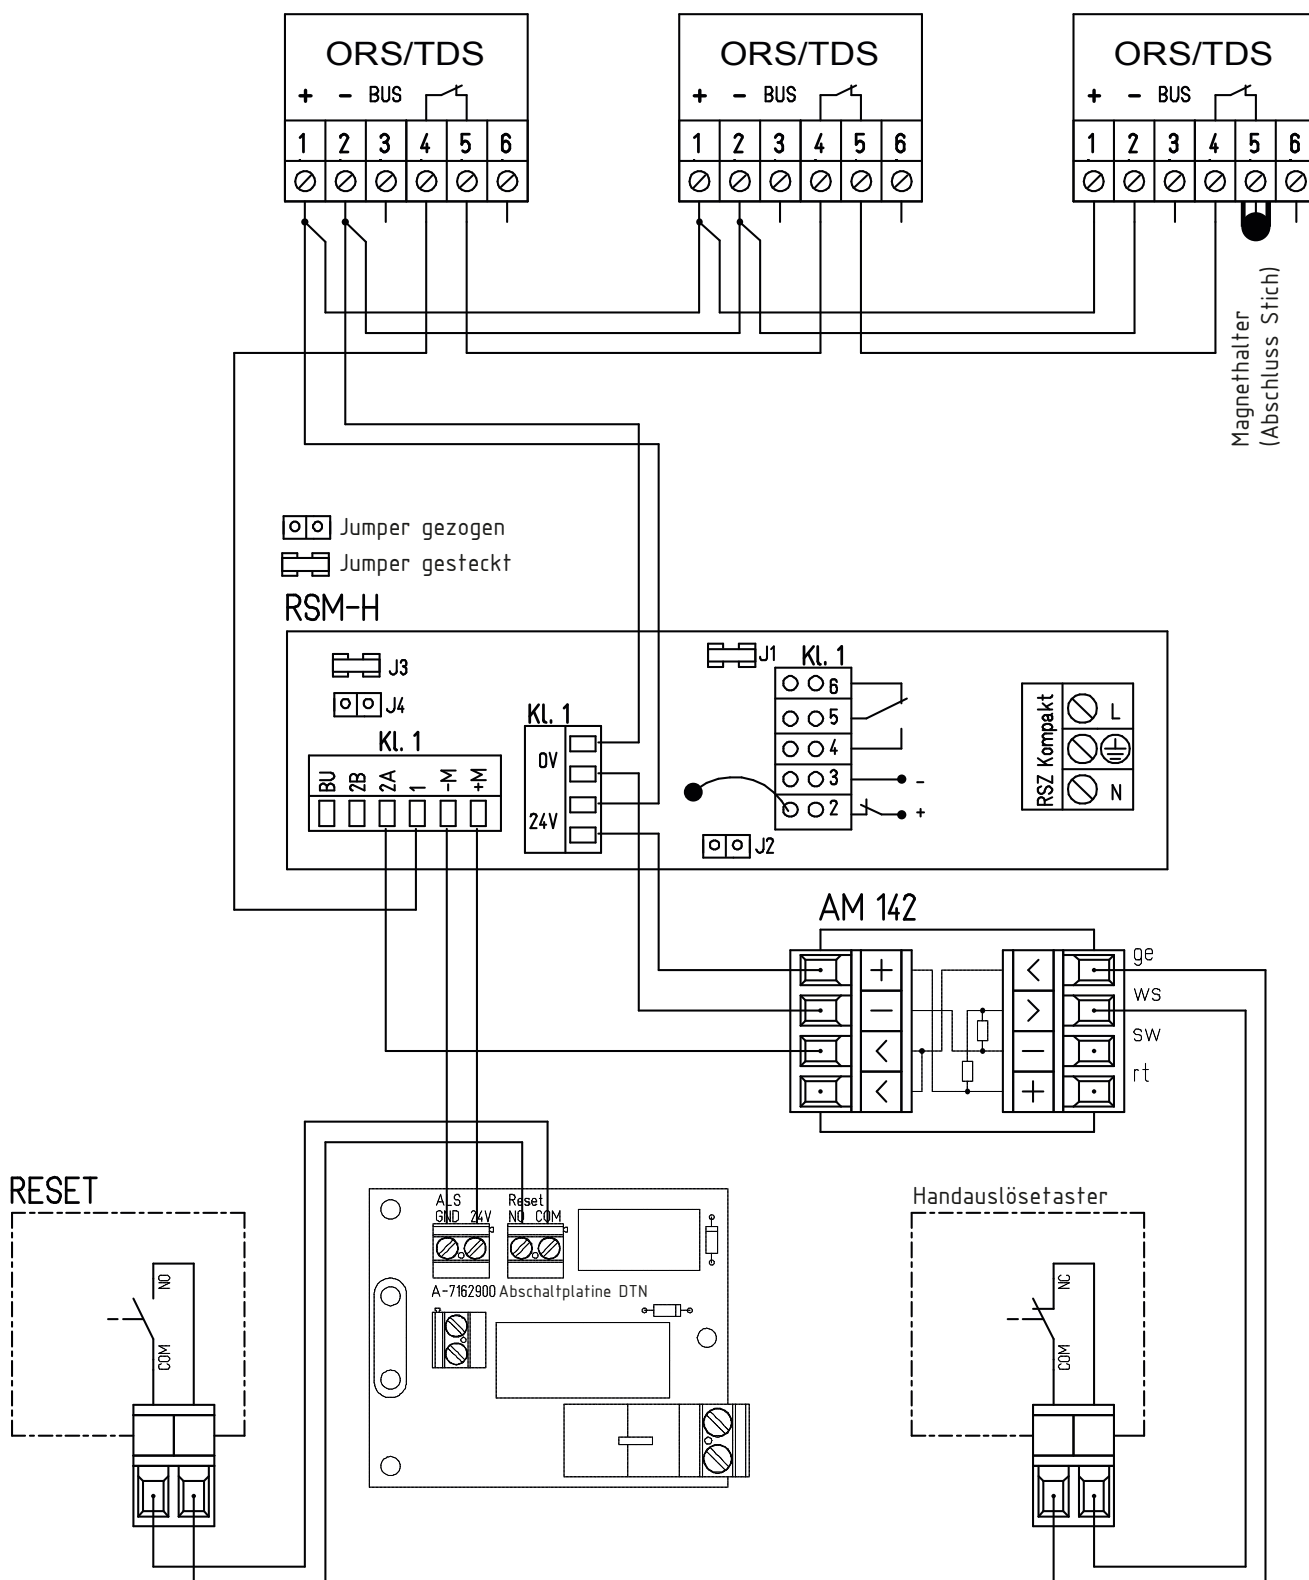 ORS/TDS ORS/TDS ORS/TDS
+ – BUS + – BUS + – BUS
1 2 3 4 5 6 1 2 3 4 5 6 1 2 3 4 5 6
Magnethalter
(Abschluss Stich)
Jumper gezogen
Jumper gesteckt
RSM-H
J3
J4
Kl. 1
BU 2B 2A 1 -M +M
Kl. 1
0V
24V
J1
Kl. 1
6
5
4
3 -
2 +
J2
RSZ Kompakt
L
N
AM 142
+ < ge
– > ws
< – sw
< + rt
RESET
NO
COM
ALS
GND 24V
Reset
NO COM
A-7162900 Abschaltplatine DTN
Handauslösetaster
NC
COM